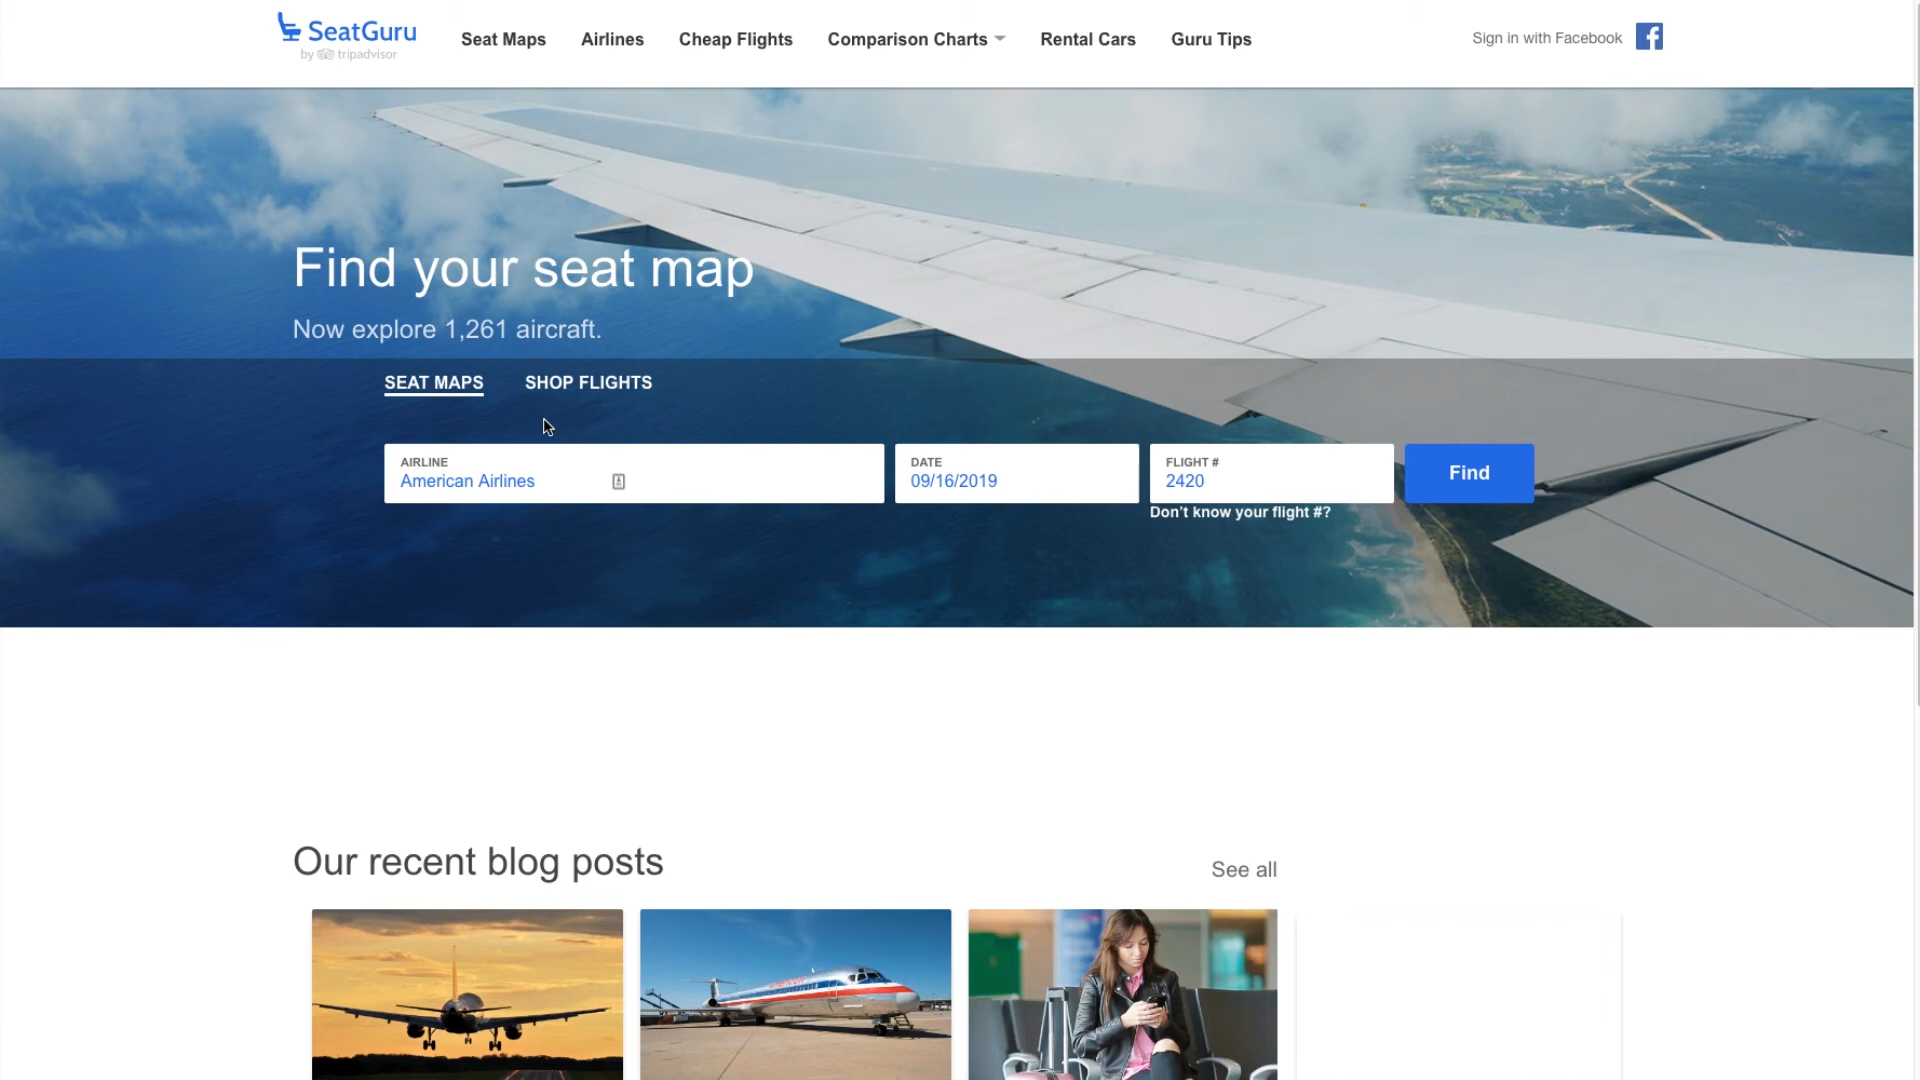 SeatGuru
by tripadvisor
Seat Maps
Airlines
Cheap Flights
Comparison Charts
Rental Cars
Guru Tips
Sign in with Facebook
Find your seat map
Now explore 1,261 aircraft.
SEAT MAPS
SHOP FLIGHTS
AIRLINE
American Airlines
DATE
09/16/2019
FLIGHT #
2420
Find
Don't know your flight #?
Our recent blog posts
See all